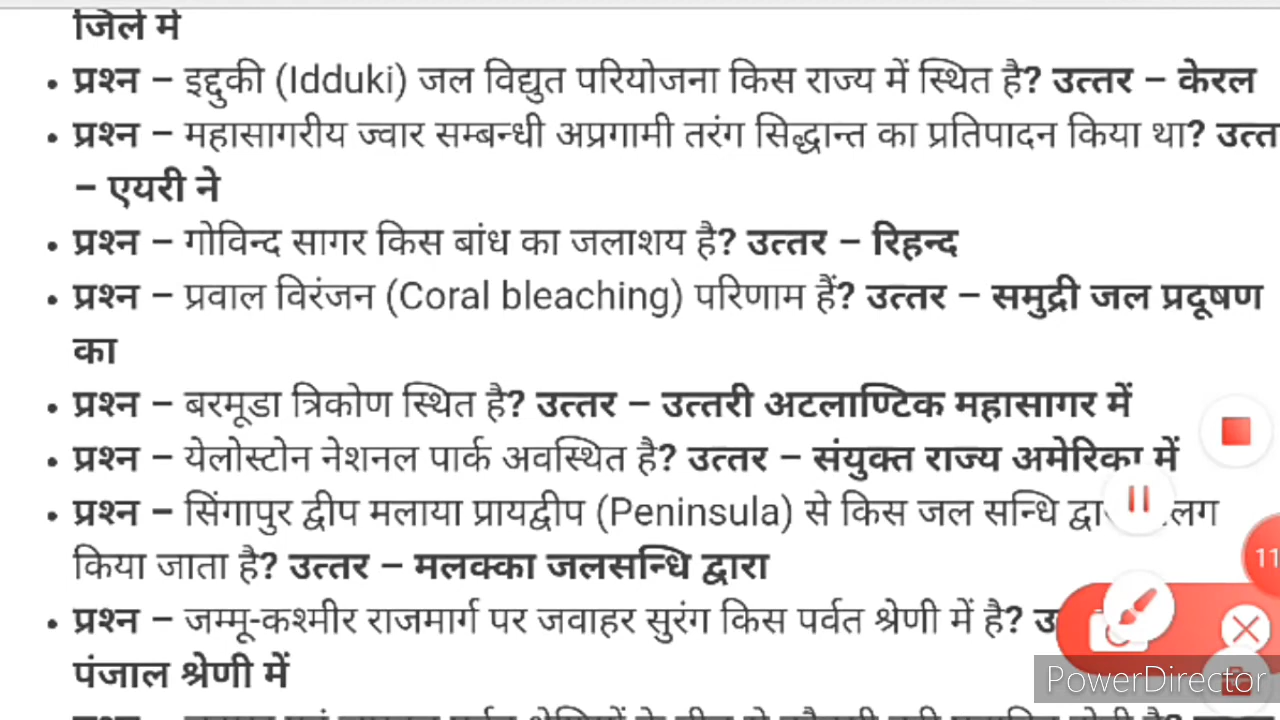 जिले में
• प्रश्न – इद्दुकी (Idduki) जल विद्युत परियोजना किस राज्य में स्थित है? उत्तर – केरल
• प्रश्न – महासागरीय ज्वार सम्बन्धी अप्रगामी तरंग सिद्धान्त का प्रतिपादन किया था? उत्त
– एयरी ने
• प्रश्न – गोविन्द सागर किस बांध का जलाशय है? उत्तर – रिहन्द
• प्रश्न – प्रवाल विरंजन (Coral bleaching) परिणाम हैं? उत्तर – समुद्री जल प्रदूषण
का
• प्रश्न – बरमूडा त्रिकोण स्थित है? उत्तर – उत्तरी अटलाण्टिक महासागर में
• प्रश्न – येलोस्टोन नेशनल पार्क अवस्थित है? उत्तर – संयुक्त राज्य अमेरिका में
• प्रश्न – सिंगापुर द्वीप मलाया प्रायद्वीप (Peninsula) से किस जल सन्धि
किया जाता है? उत्तर – मलक्का जलसन्धि द्वारा
11
• प्रश्न – जम्मू-कश्मीर राजमार्ग पर जवाहर सुरंग किस पर्वत श्रेणी में है?
पंजाल श्रेणी में
PowerDirector